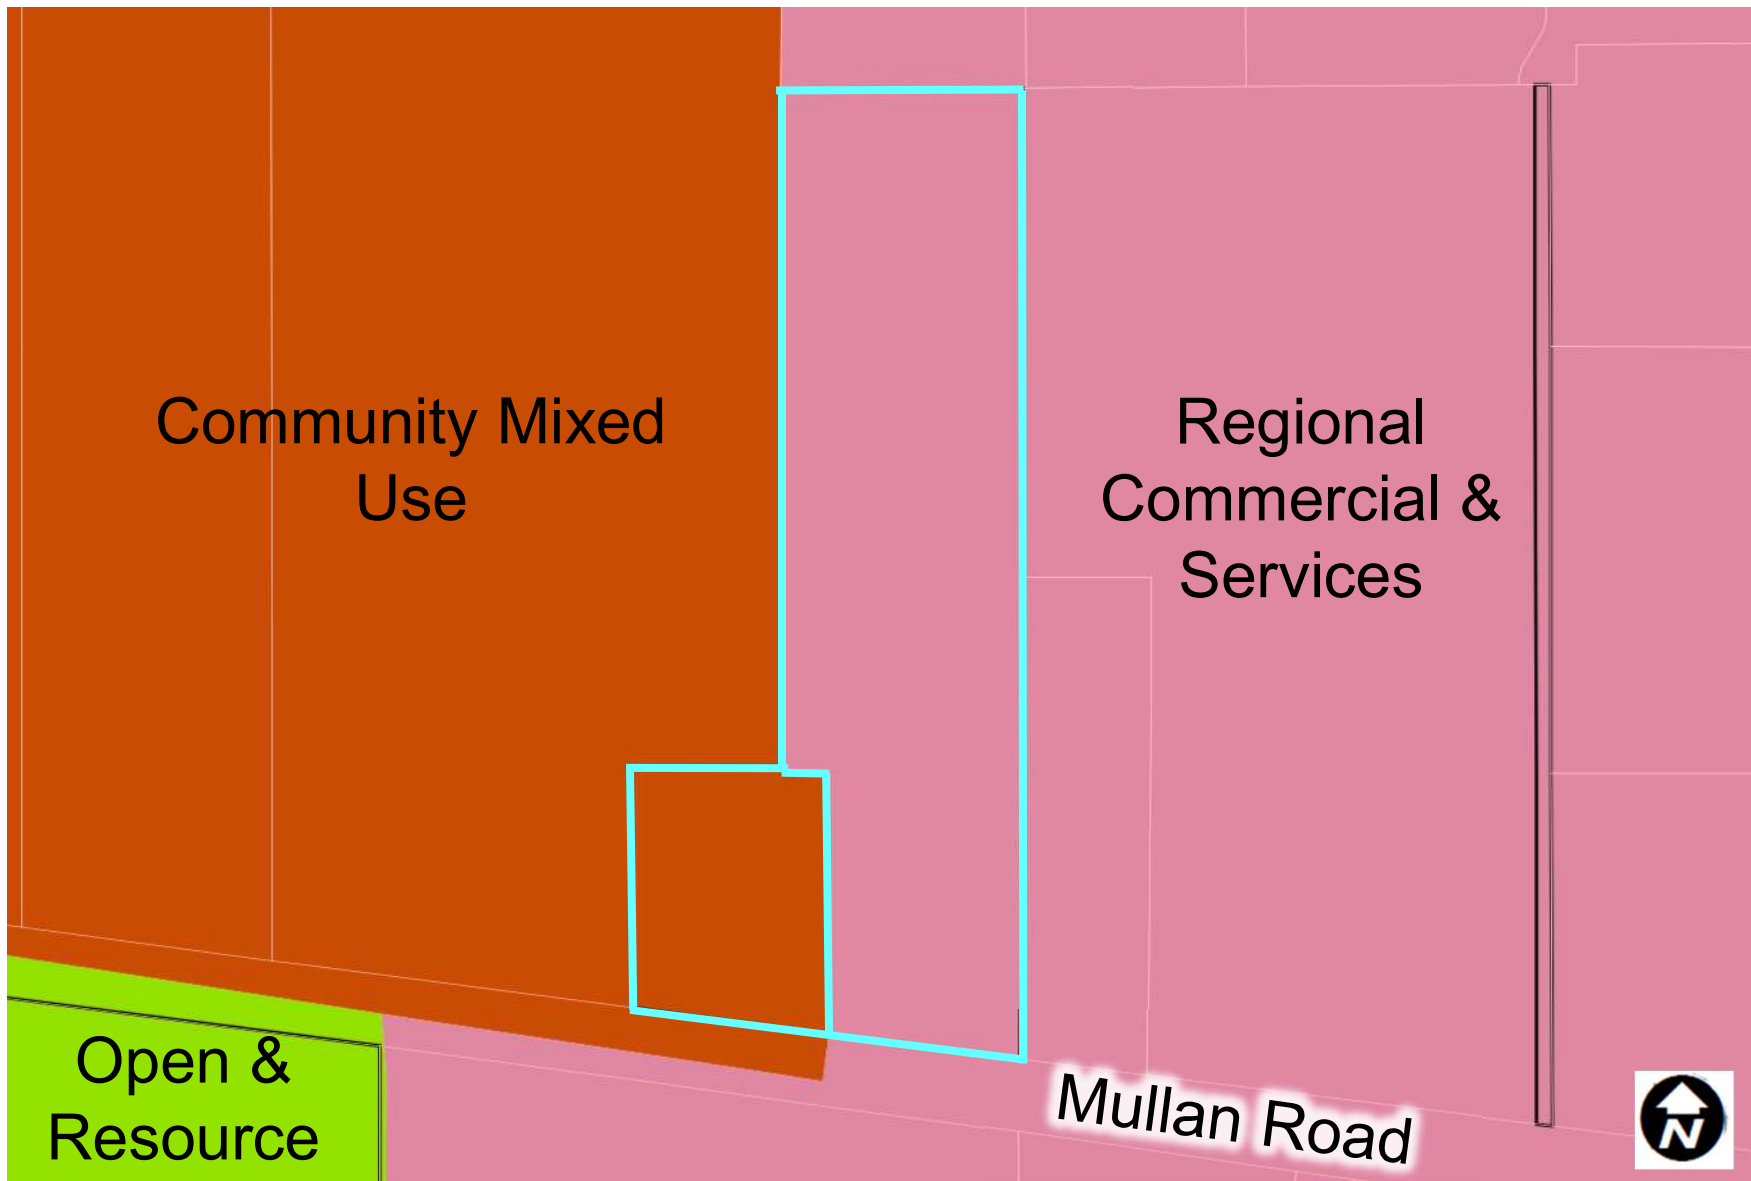 Community Mixed
Use
Regional
Commercial &
Services
Open &
Resource
Mullan Road
N